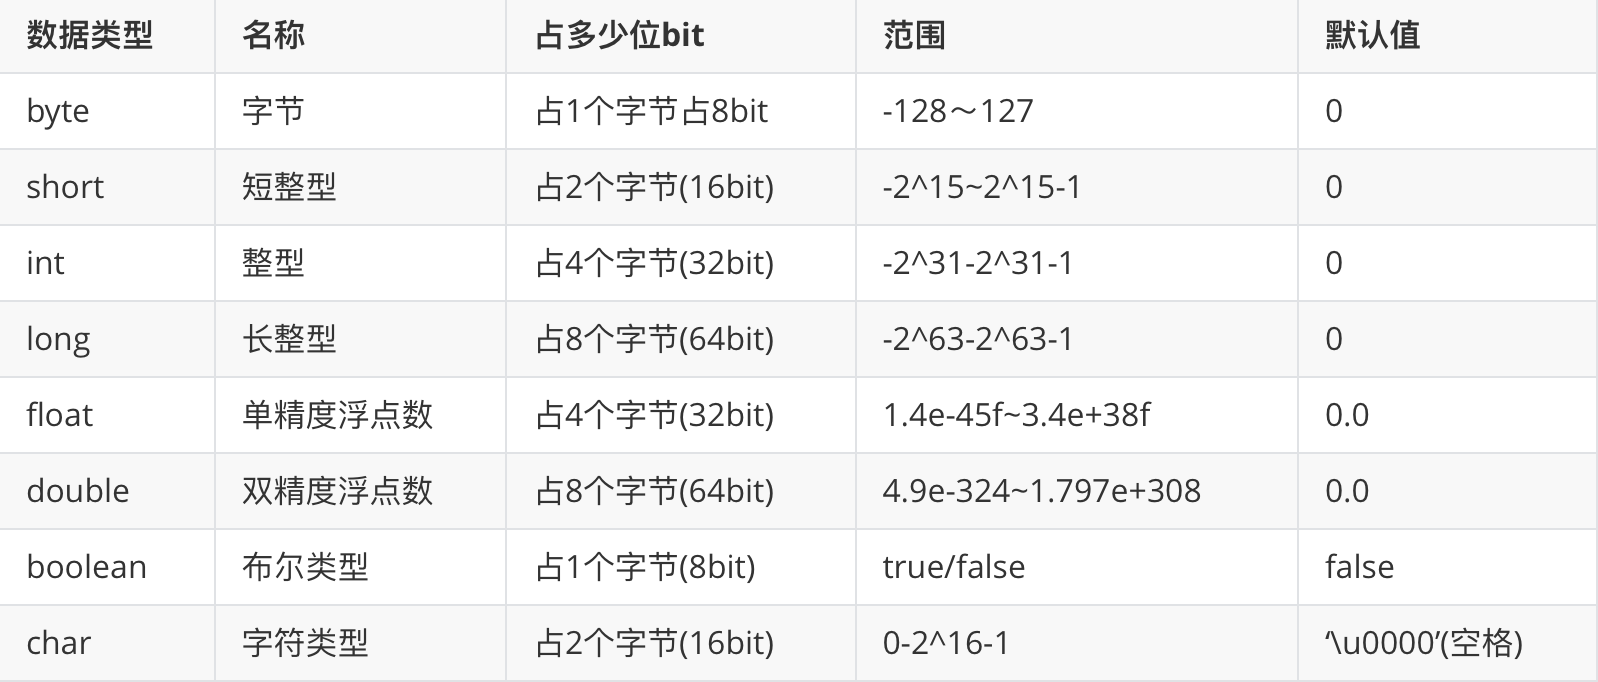 数据类型 名称 占多少位bit 范围 默认值
byte 字节 占1个字节占8bit -128～127 0
short 短整型 占2个字节(16bit) -2^15~2^15-1 0
int 整型 占4个字节(32bit) -2^31-2^31-1 0
long 长整型 占8个字节(64bit) -2^63-2^63-1 0
float 单精度浮点数 占4个字节(32bit) 1.4e-45f~3.4e+38f 0.0
double 双精度浮点数 占8个字节(64bit) 4.9e-324~1.797e+308 0.0
boolean 布尔类型 占1个字节(8bit) true/false false
char 字符类型 占2个字节(16bit) 0-2^16-1 ‘\u0000’(空格)